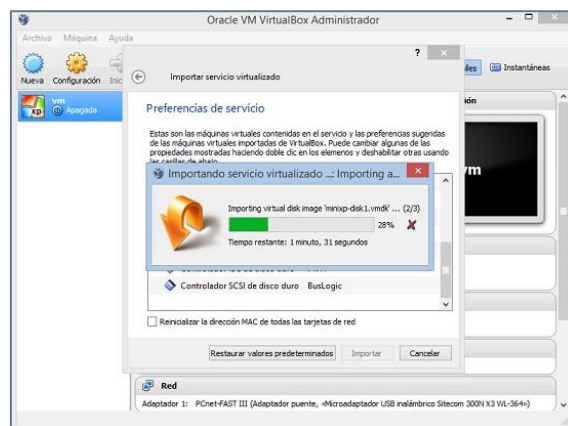 Oracle VM VirtualBox Administrador
Archivo Máquina Ayuda
Nueva Configuración
Instantáneas
vm
Apagada
?
Importar servicio virtualizado
Preferencias de servicio
Estas son las máquinas virtuales contenidas en el servicio y las preferencias sugeridas
de las máquinas virtuales importadas de VirtualBox. Puede cambiar algunas de las
propiedades mostradas haciendo doble clic en los elemenos y deshabilitar otras usando
las casillas de abajo.
Importando servicio virtualizado ...: Importing a...
Importing virtual disk image 'minixp-disk1.vmdk' ... (2/3)
28%
Tiempo restante: 1 minuto, 31 segundos
Controlador SCSI de disco duro BusLogic
Reinicializar la dirección MAC de todas las tarjetas de red
Restaurar valores predeterminados Importar Cancelar
Red
Adaptador 1: PCnet-FAST III (Adaptador puente, «Microadaptador USB inalámbrico Sitecom 300N X3 WL-364»)